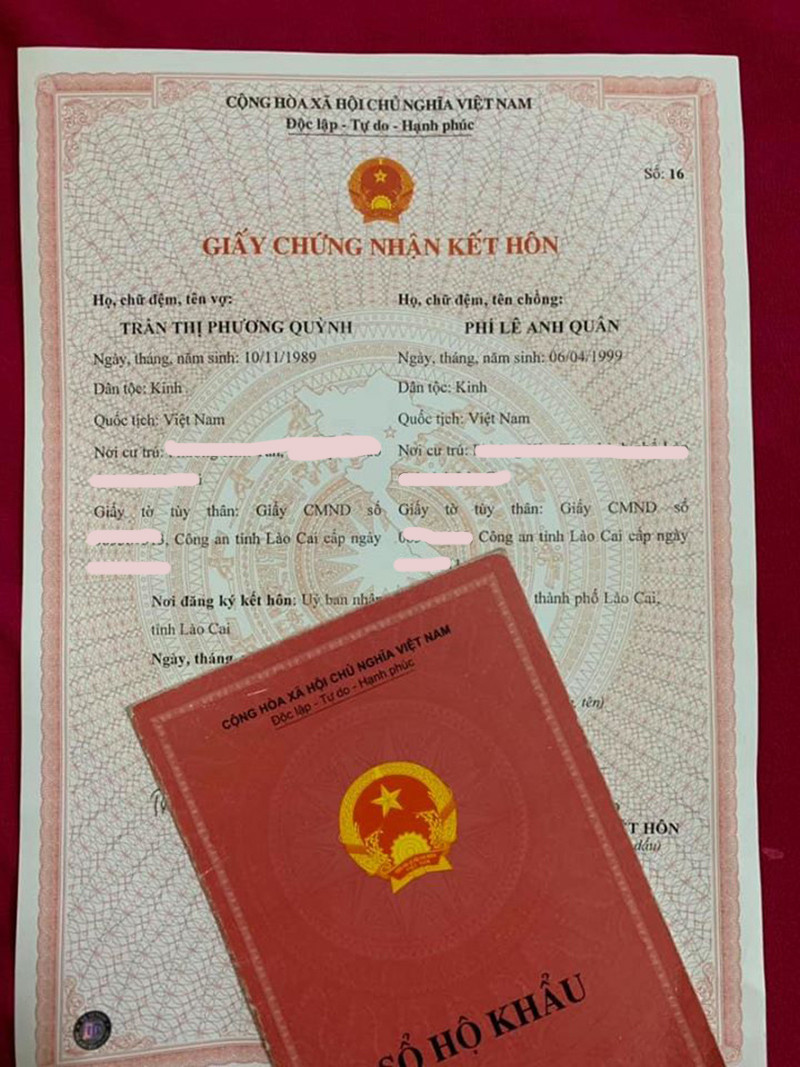 CỘNG HÒA XÃ HỘI CHỦ NGHĨA VIỆT NAM
Độc lập - Tự do - Hạnh phúc
Số: 16
GIẤY CHỨNG NHẬN KẾT HÔN
Họ, chữ đệm, tên vợ:
TRẦN THỊ PHƯƠNG QUỲNH
Ngày, tháng, năm sinh: 10/11/1989
Dân tộc: Kinh
Quốc tịch: Việt Nam
Nơi cư trú:
Giấy tờ tùy thân: Giấy CMND số
, Công an tỉnh Lào Cai cấp ngày
Họ, chữ đệm, tên chồng:
PHÍ LÊ ANH QUÂN
Ngày, tháng, năm sinh: 06/04/1999
Dân tộc: Kinh
Quốc tịch: Việt Nam
Nơi cư trú:
Giấy tờ tùy thân: Giấy CMND số
Công an tỉnh Lào Cai cấp ngày
Nơi đăng ký kết hôn: Uỷ ban thành phố Lào Cai,
tỉnh Lào Cai
Ngày, tháng
tên)
HÔN
dấu)
CỘNG HÒA XÃ HỘI CHỦ NGHĨA VIỆT NAM
Độc lập - Tự do - Hạnh phúc
SỔ HỘ KHẨU